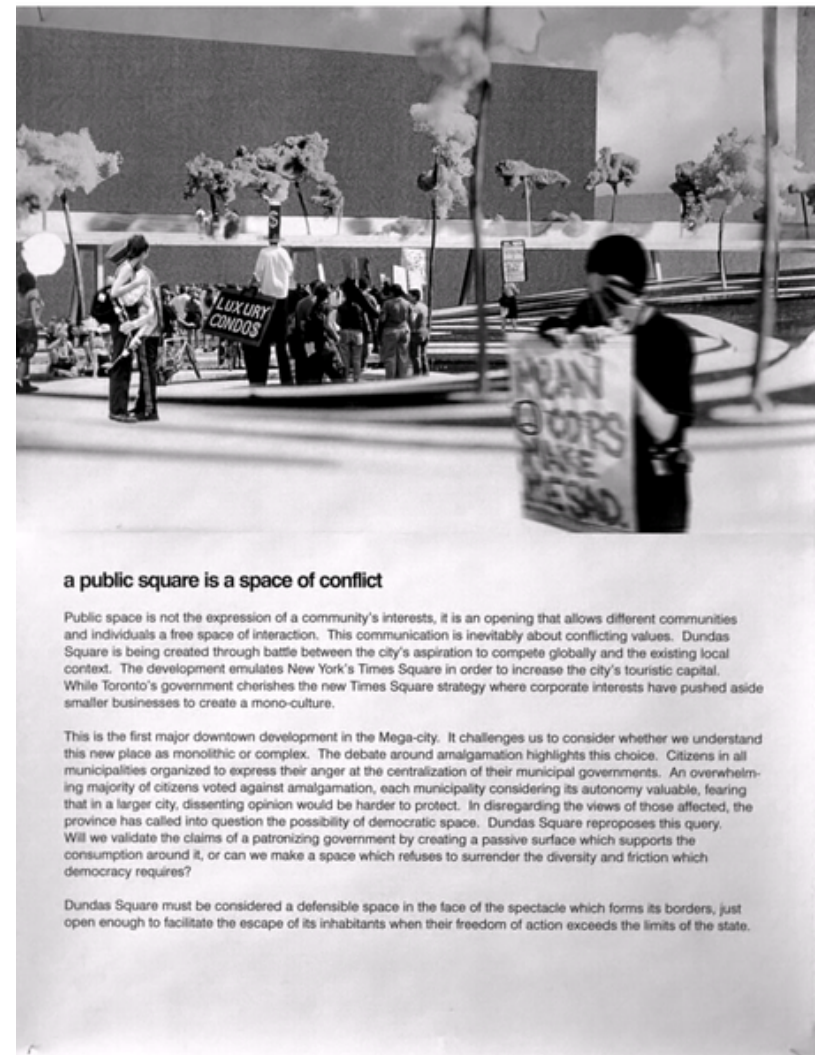 $
LUXURY
CONDOS
MEAN
COPS
MAKE
ME SAD.
a public square is a space of conflict
Public space is not the expression of a community's interests, it is an opening that allows different communities
and individuals a free space of interaction. This communication is inevitably about conflicting values. Dundas
Square is being created through battle between the city's aspiration to compete globally and the existing local
context. The development emulates New York's Times Square in order to increase the city's touristic capital.
While Toronto's government cherishes the new Times Square strategy where corporate interests have pushed aside
smaller businesses to create a mono-culture.
This is the first major downtown development in the Mega-city. It challenges us to consider whether we understand
this new place as monolithic or complex. The debate around amalgamation highlights this choice. Citizens in all
municipalities organized to express their anger at the centralization of their municipal governments. An overwhelm-
ing majority of citizens voted against amalgamation, each municipality considering its autonomy valuable, fearing
that in a larger city, dissenting opinion would be harder to protect. In disregarding the views of those affected, the
province has called into question the possibility of democratic space. Dundas Square reproposes this query.
Will we validate the claims of a patronizing government by creating a passive surface which supports the
consumption around it, or can we make a space which refuses to surrender the diversity and friction which
democracy requires?
Dundas Square must be considered a defensible space in the face of the spectacle which forms its borders, just
open enough to facilitate the escape of its inhabitants when their freedom of action exceeds the limits of the state.